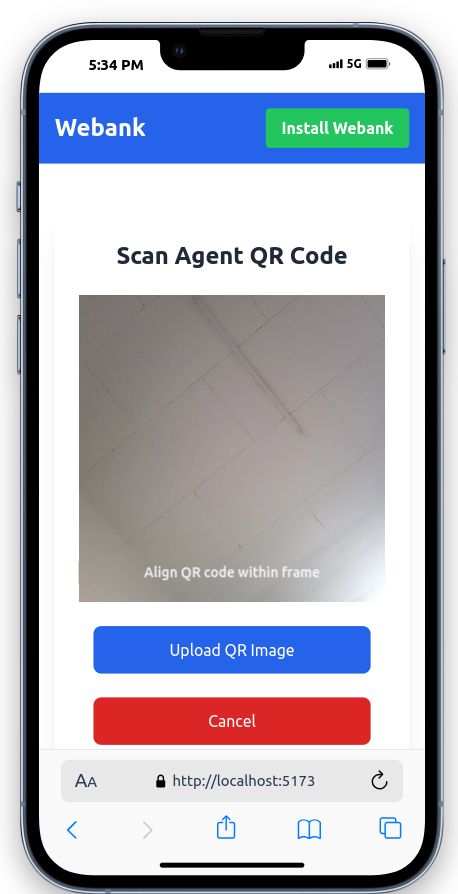 5:34 PM
5G
Webank
Install Webank
Scan Agent QR Code
Align QR code within frame
Upload QR Image
Cancel
AA
http://localhost:5173